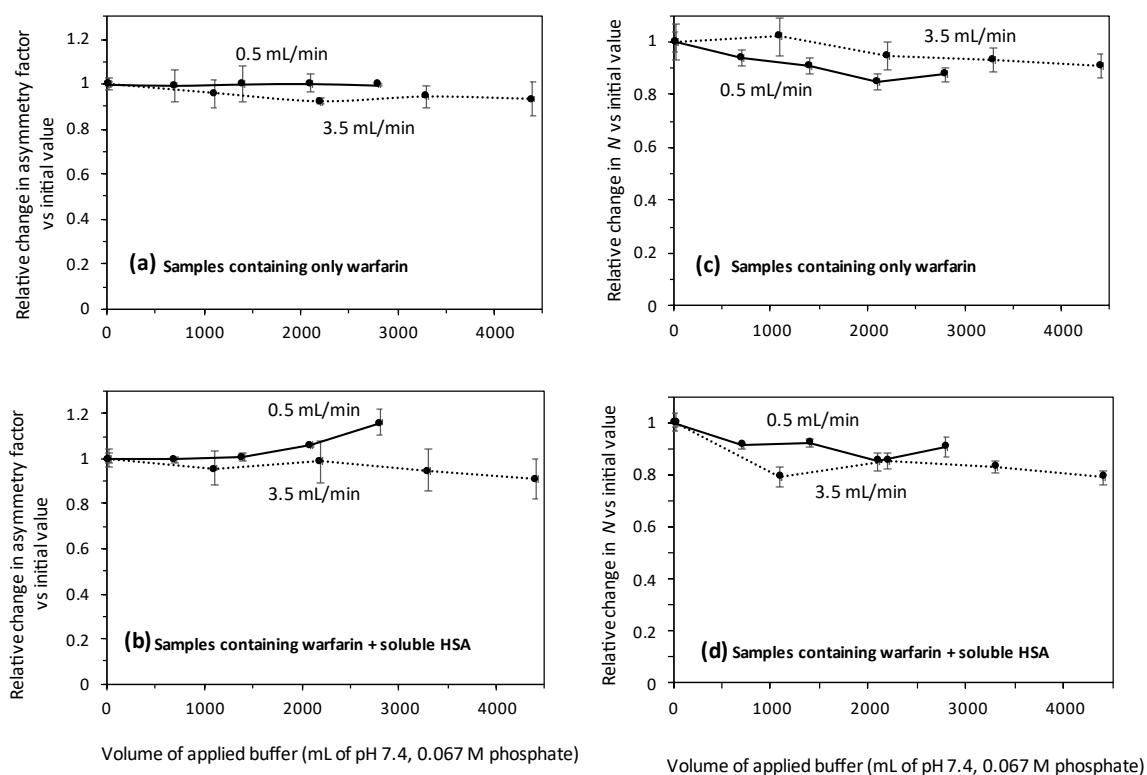 Relative change in asymmetry factor
vs initial value
1.2
1
0.8
0.6
0.4
0.2
0
0.5 mL/min
3.5 mL/min
(a) Samples containing only warfarin
0
1000
2000
3000
4000
Relative change in N vs initial value
1
0.8
0.6
0.4
0.2
0
3.5 mL/min
0.5 mL/min
(c) Samples containing only warfarin
0
1000
2000
3000
4000
Relative change in asymmetry factor
vs initial value
1.2
1
0.8
0.6
0.4
0.2
0
0.5 mL/min
3.5 mL/min
(b) Samples containing warfarin + soluble HSA
0
1000
2000
3000
4000
Volume of applied buffer (mL of pH 7.4, 0.067 M phosphate)
Relative change in N vs initial value
1
0.8
0.6
0.4
0.2
0
0.5 mL/min
3.5 mL/min
(d) Samples containing warfarin + soluble HSA
0
1000
2000
3000
4000
Volume of applied buffer (mL of pH 7.4, 0.067 M phosphate)